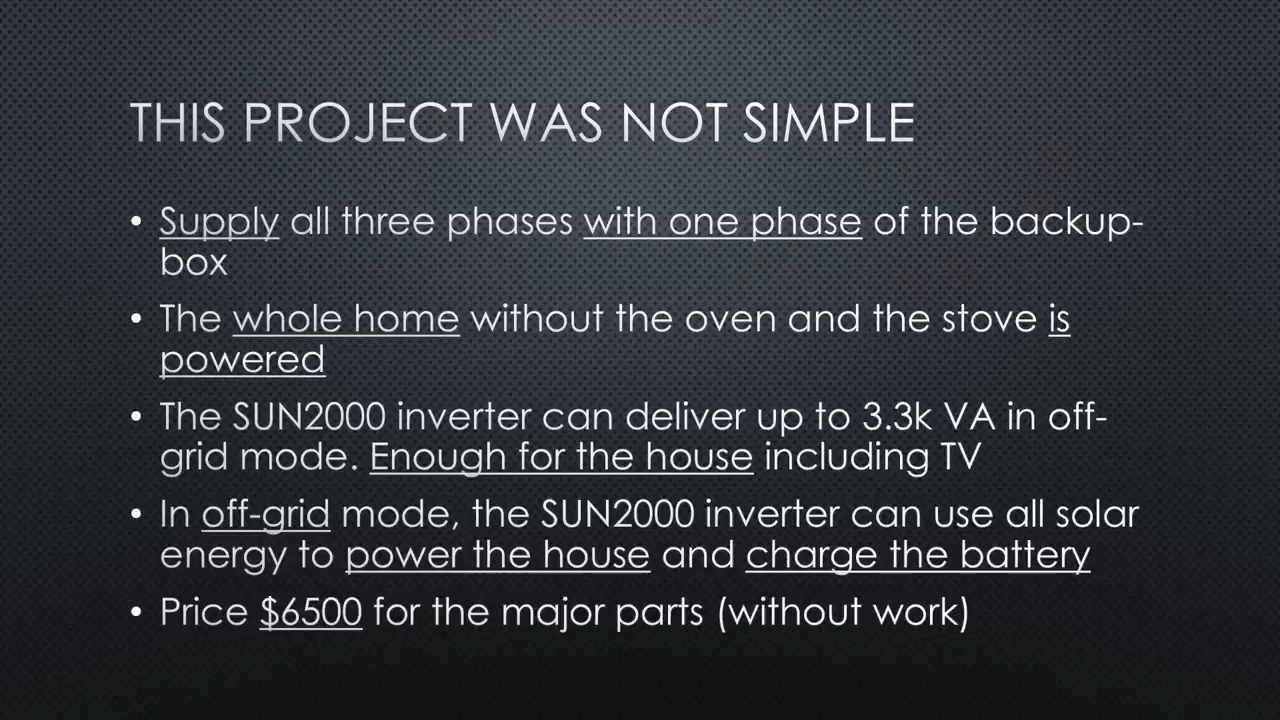 THIS PROJECT WAS NOT SIMPLE
• Supply all three phases with one phase of the backup-
box
• The whole home without the oven and the stove is
powered
• The SUN2000 inverter can deliver up to 3.3k VA in off-
grid mode. Enough for the house including TV
• In off-grid mode, the SUN2000 inverter can use all solar
energy to power the house and charge the battery
• Price $6500 for the major parts (without work)